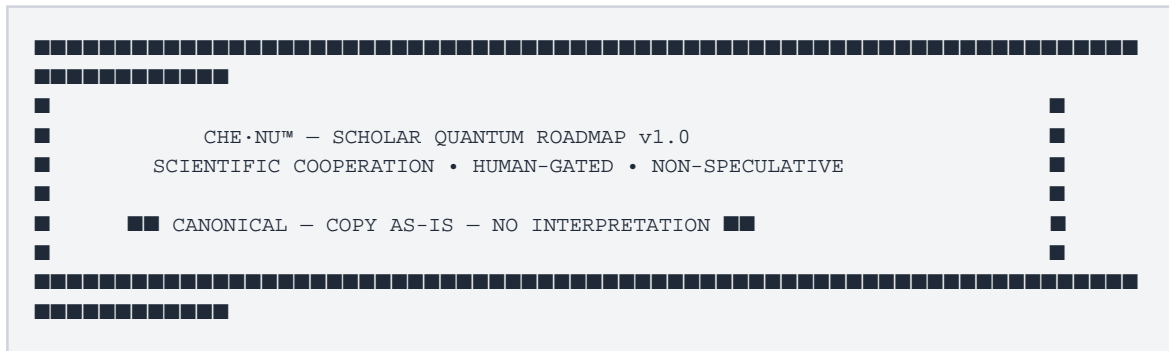 CHE·NU™ — SCHOLAR QUANTUM ROADMAP v1.0
SCIENTIFIC COOPERATION • HUMAN-GATED • NON-SPECULATIVE
■■ CANONICAL — COPY AS-IS — NO INTERPRETATION ■■